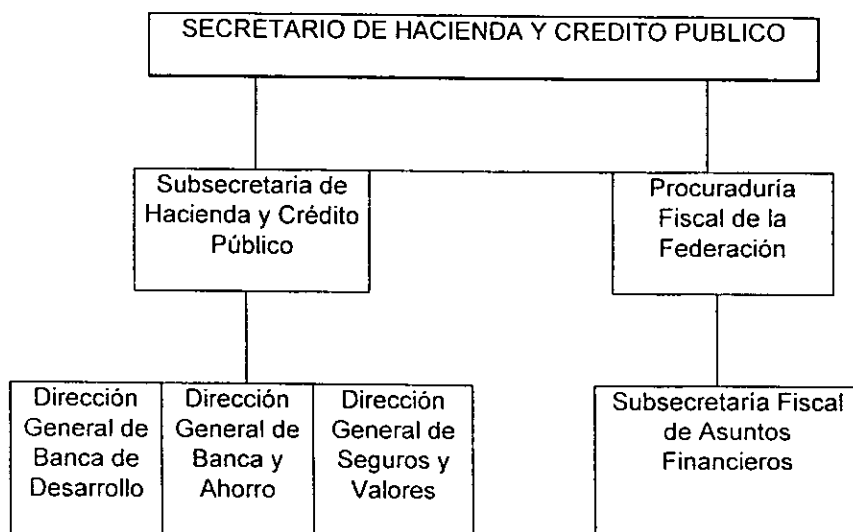 SECRETARIO DE HACIENDA Y CREDITO PUBLICO
Subsecretaria de
Hacienda y Crédito
Público
Procuraduría
Fiscal de la
Federación
Dirección
General de
Banca de
Desarrollo
Dirección
General de
Banca y
Ahorro
Dirección
General de
Seguros y
Valores
Subsecretaría Fiscal
de Asuntos
Financieros